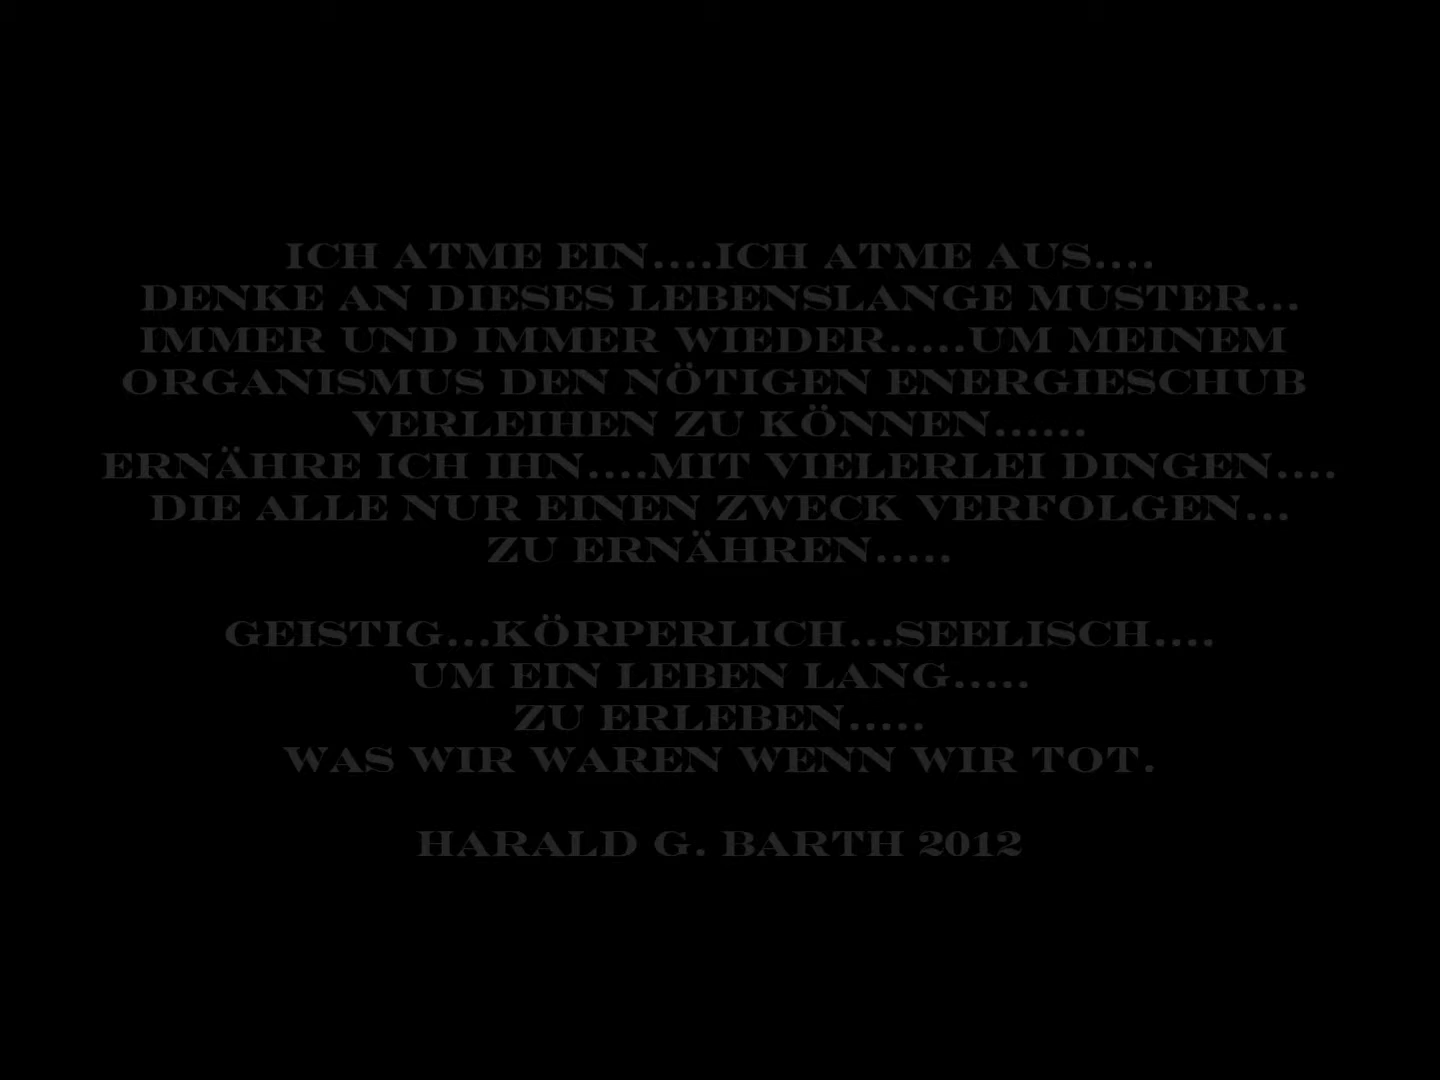 ICH ATME EIN....ICH ATME AUS....
DENKE AN DIESES LEBENSLANGE MUSTER...
IMMER UND IMMER WIEDER.....UM MEINEM
ORGANISMUS DEN NÖTIGEN ENERGIESCHUB
VERLEIHEN ZU KÖNNEN......
ERNÄHRE ICH IHN....MIT VIELERLEI DINGEN....
DIE ALLE NUR EINEN ZWECK VERFOLGEN...
ZU ERNÄHREN.....
GEISTIG...KÖRPERLICH...SEELISCH....
UM EIN LEBEN LANG.....
ZU ERLEBEN.....
WAS WIR WAREN WENN WIR TOT.
HARALD G. BARTH 2012